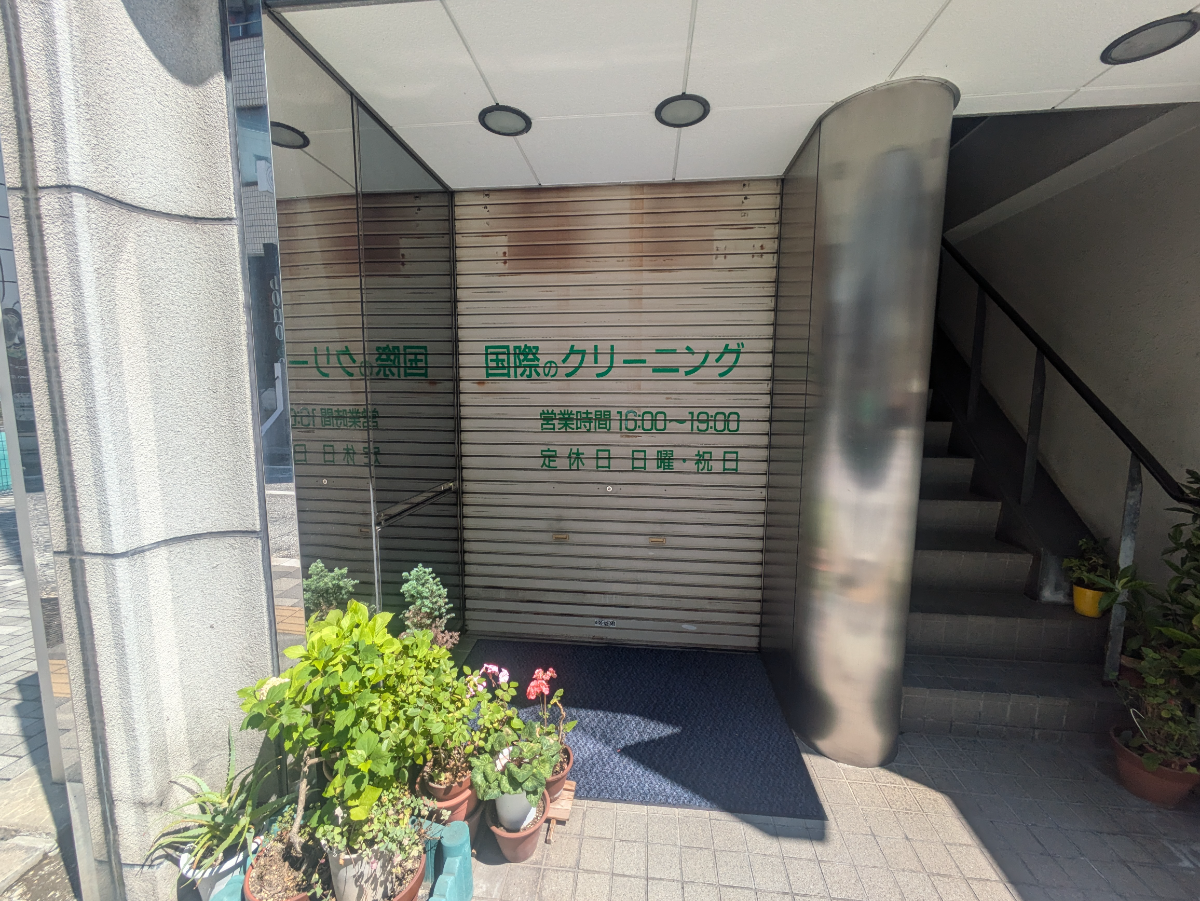 国際のクリーニング
営業時間 16:00〜19:00
定休日 日曜・祝日